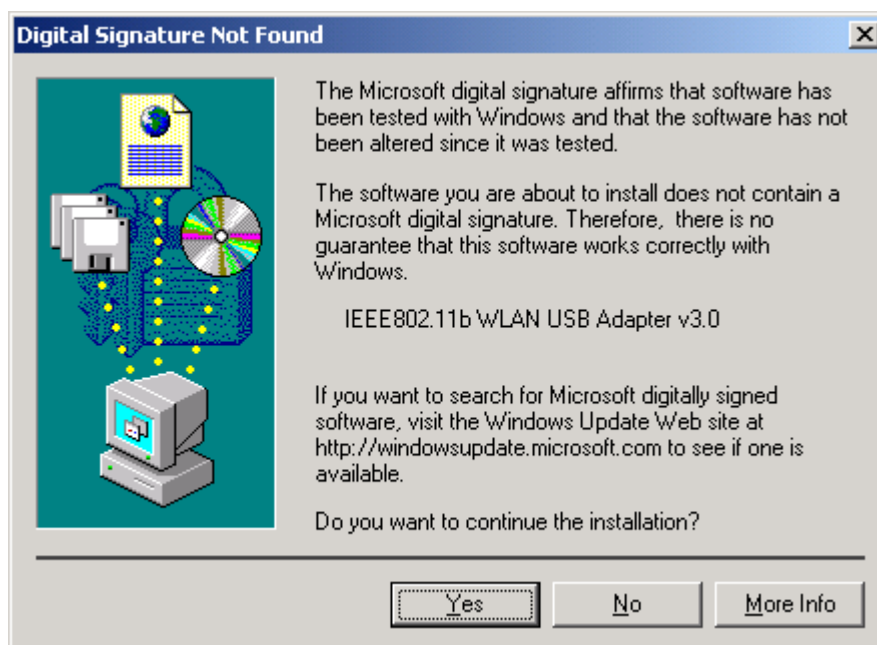 Digital Signature Not Found
The Microsoft digital signature affirms that software has
been tested with Windows and that the software has not
been altered since it was tested.
The software you are about to install does not contain a
Microsoft digital signature. Therefore,  there is no
guarantee that this software works correctly with
Windows.
IEEE802.11b WLAN USB Adapter v3.0
If you want to search for Microsoft digitally signed
software, visit the Windows Update Web site at
http://windowsupdate.microsoft.com to see if one is
available.
Do you want to continue the installation?
Yes No More Info